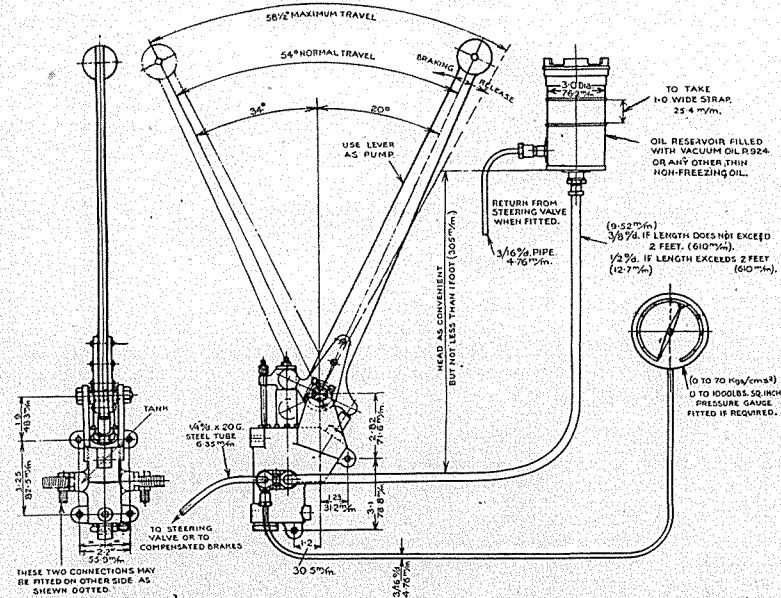 58½° MAXIMUM TRAVEL
54° NORMAL TRAVEL
34°
20°
BRAKING
RELEASE
USE LEVER
AS PUMP.
3·0 DIA.
76·2 m/m
TO TAKE
1·0 WIDE STRAP.
25·4 m/m.
OIL RESERVOIR FILLED
WITH VACUUM OIL P.924
OR ANY OTHER THIN
NON-FREEZING OIL.
RETURN FROM
STEERING VALVE
WHEN FITTED.
3/16 o/d. PIPE.
4·76 m/m.
HEAD AS CONVENIENT
BUT NOT LESS THAN 1 FOOT (305 m/m)
(9·52 m/m)
3/8 o/d. IF LENGTH DOES NOT EXCEED
2 FEET. (610 m/m).
1/2 o/d. IF LENGTH EXCEEDS 2 FEET
(12·7 m/m) (610 m/m).
(0 TO 70 Kgs/cms²)
0 TO 1000 LBS. SQ. INCH
PRESSURE GAUGE
FITTED IF REQUIRED.
1·9
48·3 m/m
TANK
83·5 m/m
2·2
55·9 m/m
1/4 o/d. x 20G.
STEEL TUBE
6·35 m/m
2·82
71·6 m/m
1·23
31·2 m/m
3·1
78·8 m/m
1·2
30·5 m/m
TO STEERING
VALVE OR TO
COMPENSATED BRAKES
3/16 o/d
4·76 m/m
THESE TWO CONNECTIONS MAY
BE FITTED ON OTHER SIDE AS
SHEWN DOTTED.